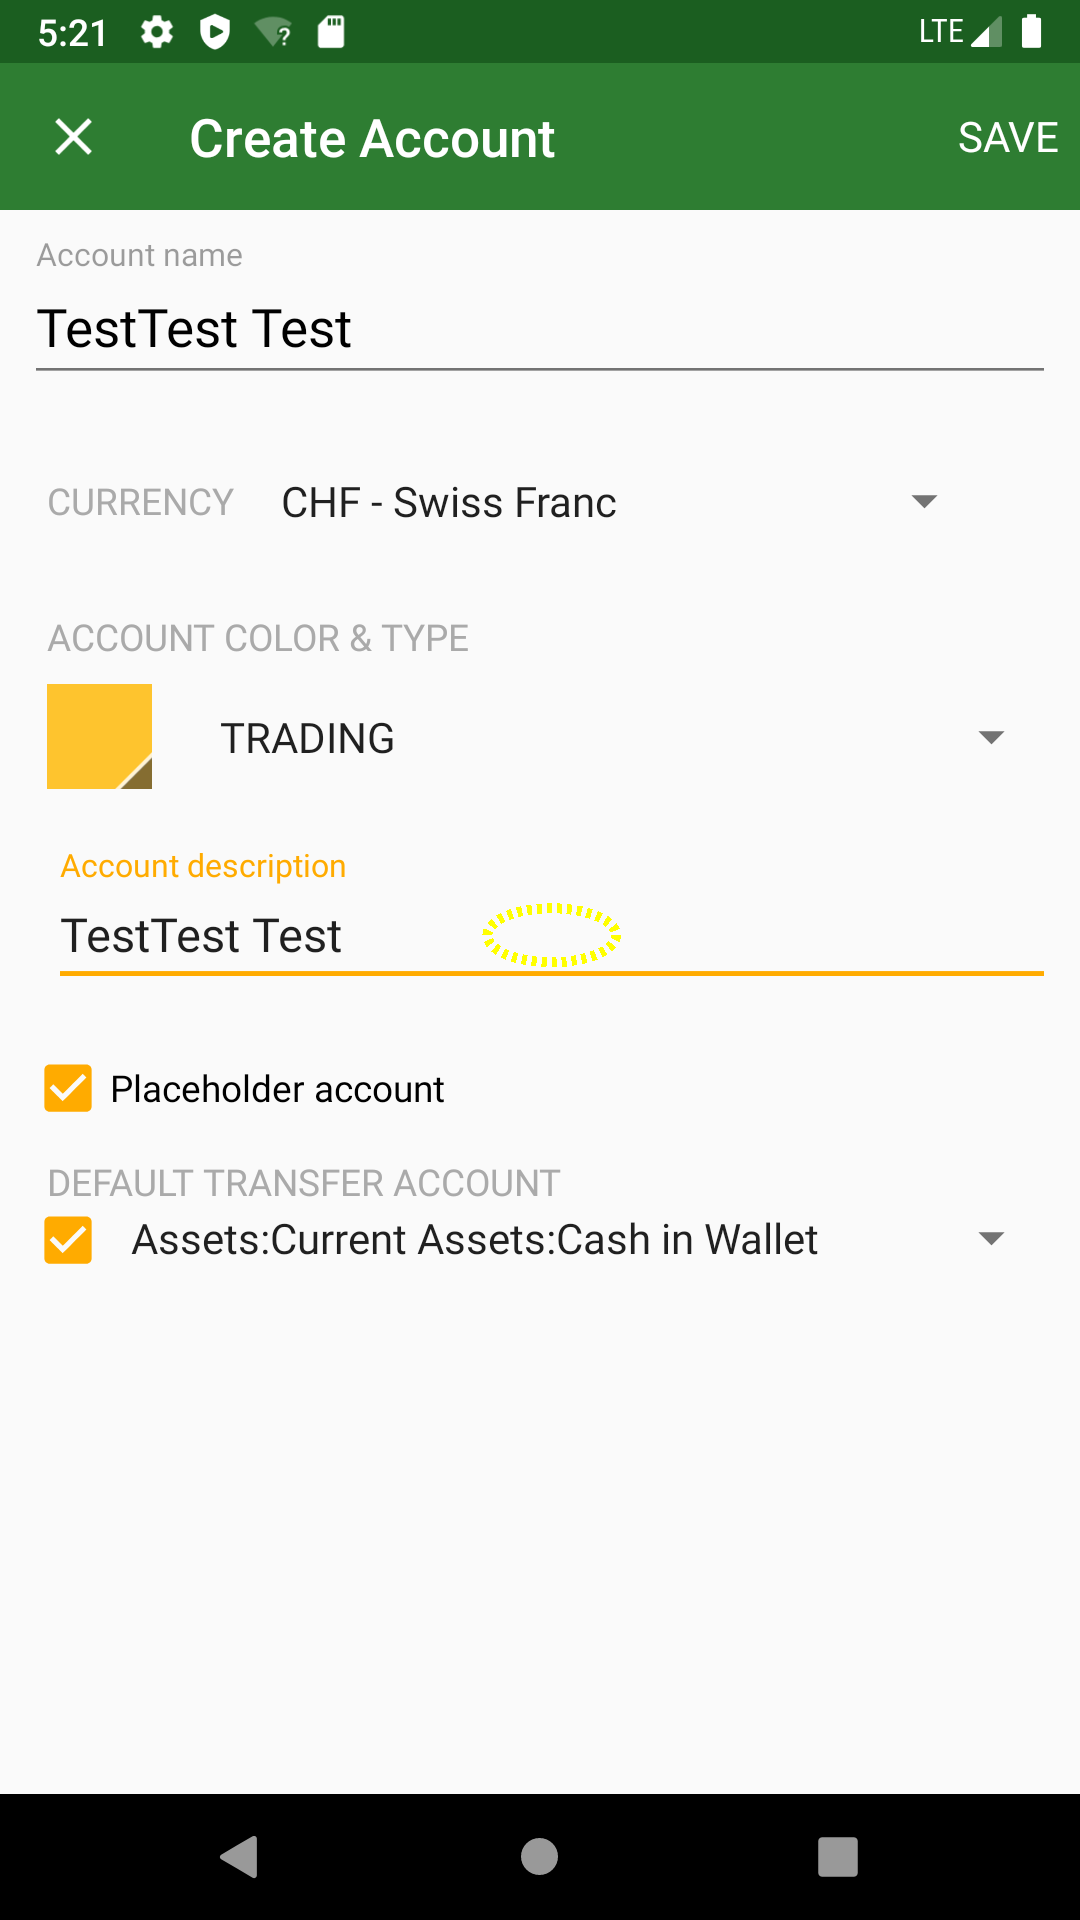 5:21
LTE
Create Account
SAVE
Account name
TestTest Test
CURRENCY
CHF - Swiss Franc
ACCOUNT COLOR & TYPE
TRADING
Account description
TestTest Test
Placeholder account
DEFAULT TRANSFER ACCOUNT
Assets:Current Assets:Cash in Wallet